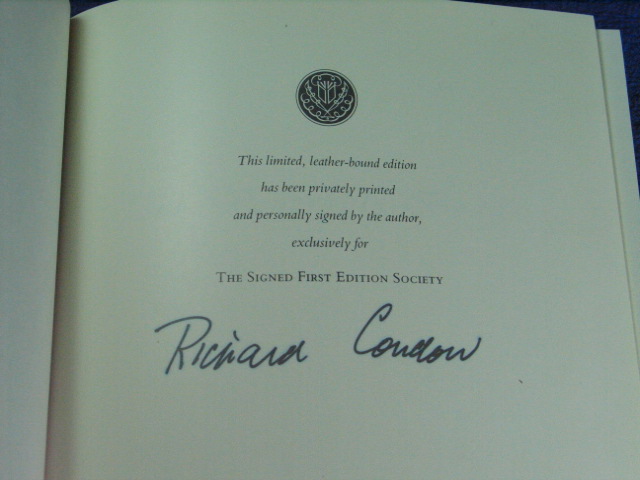 This limited, leather-bound edition
has been privately printed
and personally signed by the author,
exclusively for
THE SIGNED FIRST EDITION SOCIETY
Richard Condon